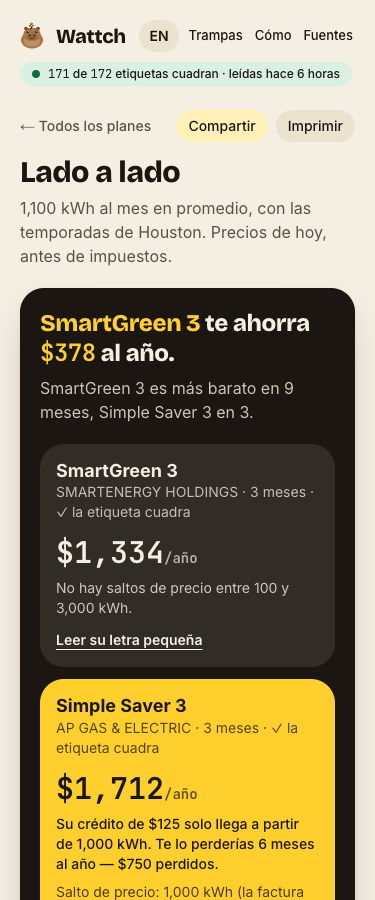 Wattch EN Trampas Cómo Fuentes
171 de 172 etiquetas cuadran · leídas hace 6 horas
← Todos los planes Compartir Imprimir
Lado a lado
1,100 kWh al mes en promedio, con las
temporadas de Houston. Precios de hoy,
antes de impuestos.
SmartGreen 3 te ahorra
$378 al año.
SmartGreen 3 es más barato en 9
meses, Simple Saver 3 en 3.
SmartGreen 3
SMARTENERGY HOLDINGS · 3 meses ·
✓ la etiqueta cuadra
$1,334/año
No hay saltos de precio entre 100 y
3,000 kWh.
Leer su letra pequeña
Simple Saver 3
AP GAS & ELECTRIC · 3 meses · ✓ la
etiqueta cuadra
$1,712/año
Su crédito de $125 solo llega a partir
de 1,000 kWh. Te lo perderías 6 meses
al año — $750 perdidos.
Salto de precio: 1,000 kWh (la factura